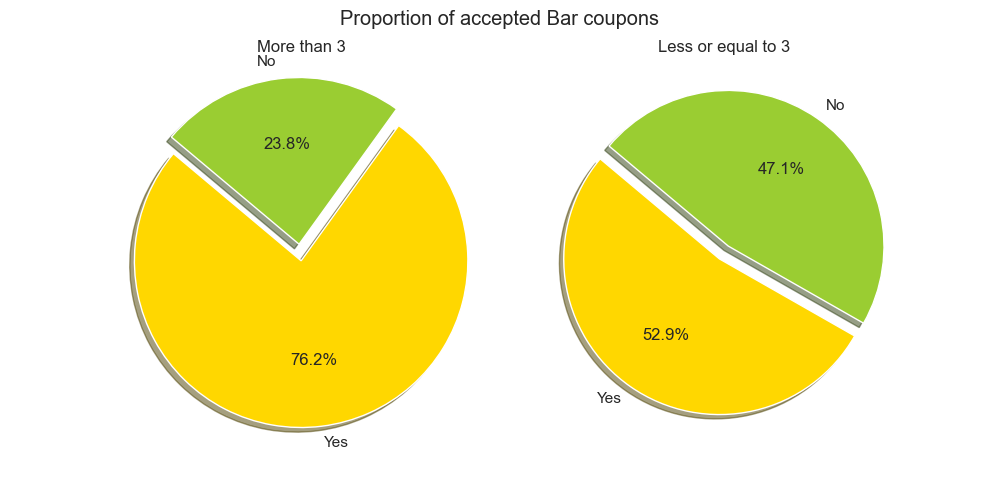 Proportion of accepted Bar coupons
More than 3
No
23.8%
76.2%
Yes
Less or equal to 3
No
47.1%
52.9%
Yes